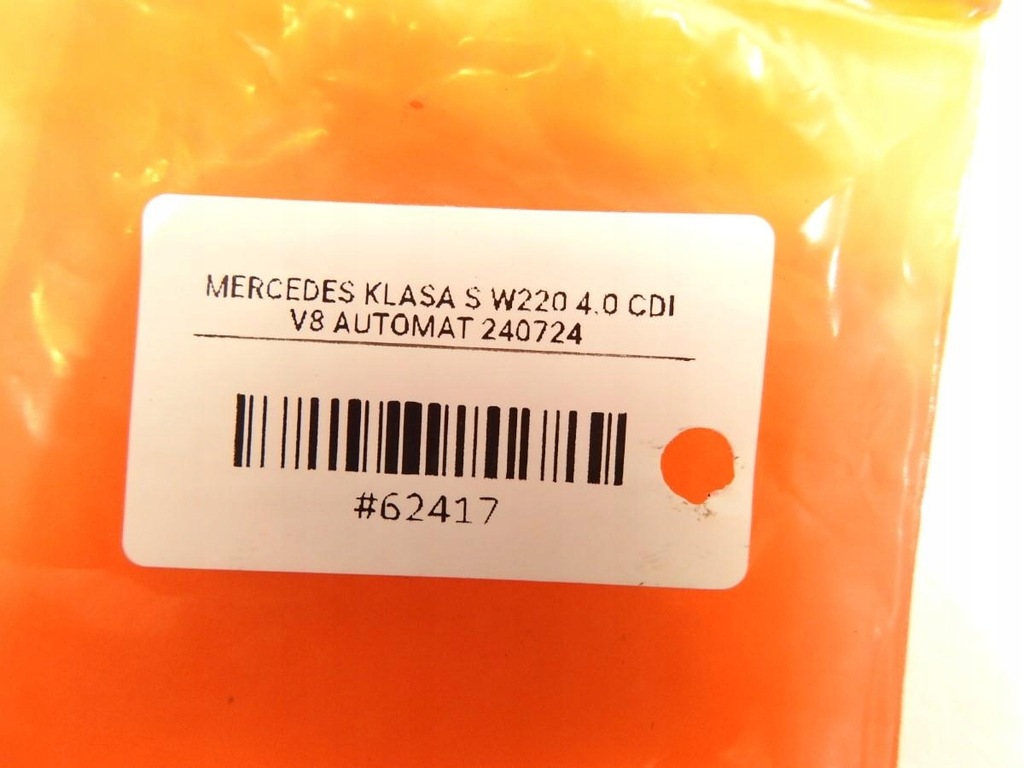 MERCEDES KLASA S W220 4.0 CDI
V8 AUTOMAT 240724
#62417